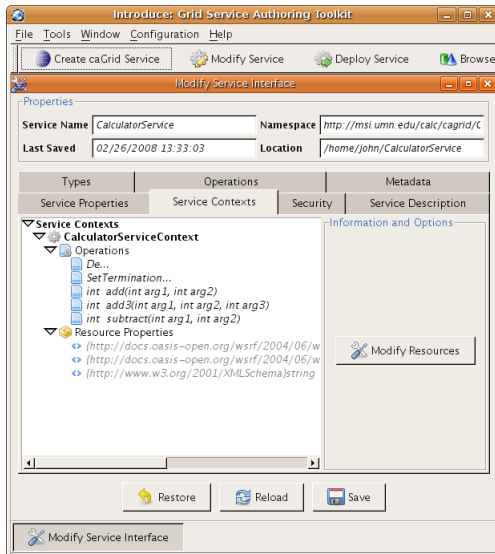 Introduce: Grid Service Authoring Toolkit
File Tools Window Configuration Help
Create caGrid Service Modify Service Deploy Service Browse
Modify Service Interface
Properties
Service Name CalculatorService Namespace http://msi.umn.edu/calc/cagrid/C
Last Saved 02/26/2008 13:33:03 Location /home/john/CalculatorService
Types Operations Metadata
Service Properties Service Contexts Security Service Description
Service Contexts
CalculatorServiceContext
Operations
De...
SetTermination...
int add(int arg1, int arg2)
int add3(int arg1, int arg2, int arg3)
int subtract(int arg1, int arg2)
Resource Properties
{http://docs.oasis-open.org/wsrf/2004/06/w
{http://docs.oasis-open.org/wsrf/2004/06/w
{http://www.w3.org/2001/XMLSchema}string
Information and Options
Modify Resources
Restore Reload Save
Modify Service Interface